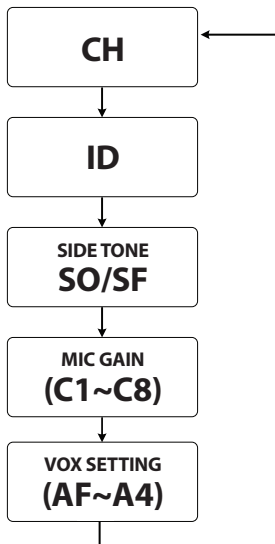 CH
ID
SIDE TONE
SO/SF
MIC GAIN
(C1~C8)
VOX SETTING
(AF~A4)